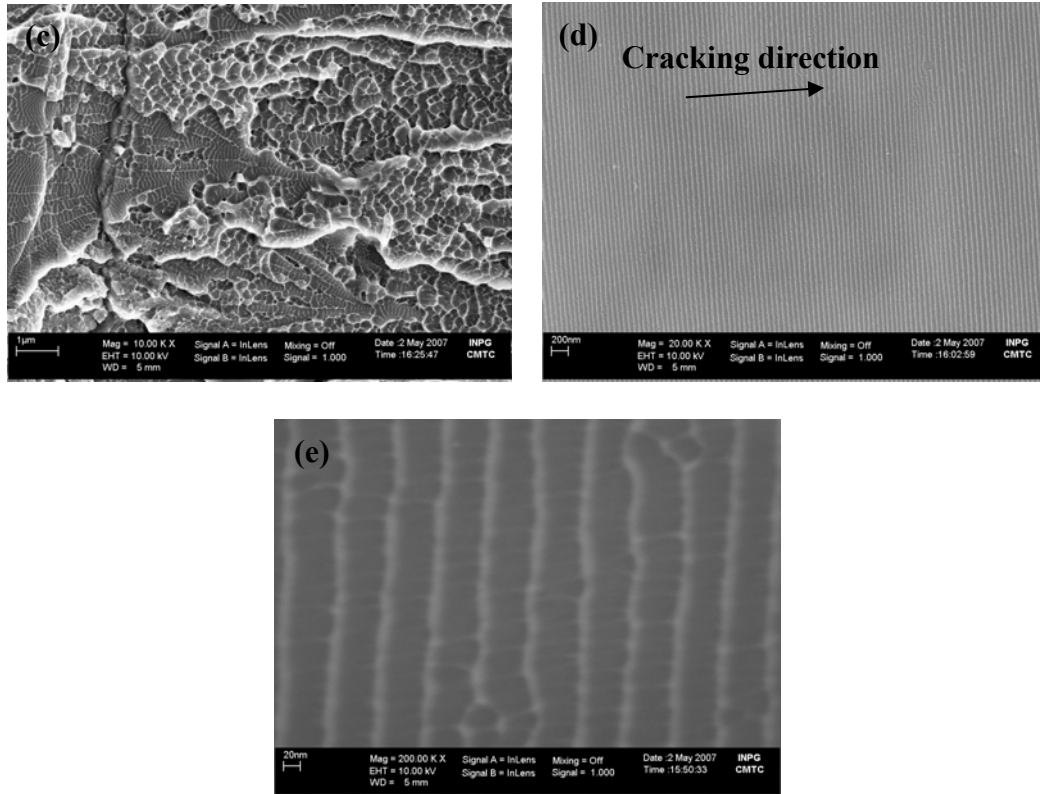 (c)
1µm
Mag = 10.00 K X
EHT = 10.00 kV
WD = 5 mm
Signal A = InLens
Signal B = InLens
Mixing = Off
Signal = 1.000
Date :2 May 2007
Time :16:25:47
INPG
CMTC
(d)
Cracking direction
200nm
Mag = 20.00 K X
EHT = 10.00 kV
WD = 5 mm
Signal A = InLens
Signal B = InLens
Mixing = Off
Signal = 1.000
Date :2 May 2007
Time :16:02:59
INPG
CMTC
(e)
20nm
Mag = 200.00 K X
EHT = 10.00 kV
WD = 5 mm
Signal A = InLens
Signal B = InLens
Mixing = Off
Signal = 1.000
Date :2 May 2007
Time :15:50:33
INPG
CMTC